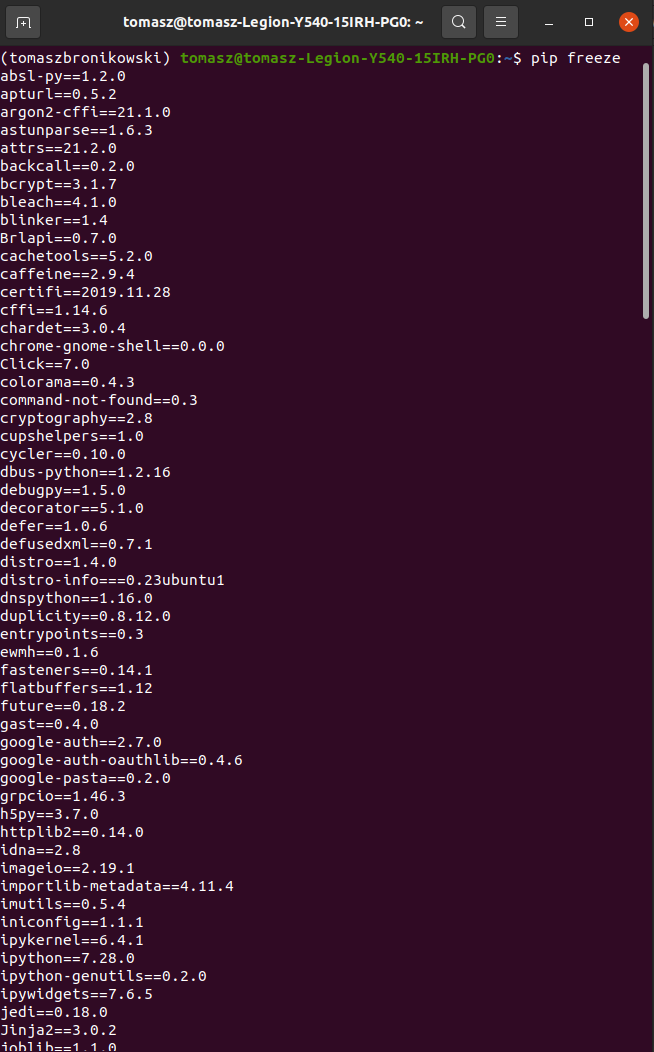 tomasz@tomasz-Legion-Y540-15IRH-PG0: ~
(tomaszbronikowski) tomasz@tomasz-Legion-Y540-15IRH-PG0:~$ pip freeze
absl-py==1.2.0
apturl==0.5.2
argon2-cffi==21.1.0
astunparse==1.6.3
attrs==21.2.0
backcall==0.2.0
bcrypt==3.1.7
bleach==4.1.0
blinker==1.4
Brlapi==0.7.0
cachetools==5.2.0
caffeine==2.9.4
certifi==2019.11.28
cffi==1.14.6
chardet==3.0.4
chrome-gnome-shell==0.0.0
Click==7.0
colorama==0.4.3
command-not-found==0.3
cryptography==2.8
cupshelpers==1.0
cycler==0.10.0
dbus-python==1.2.16
debugpy==1.5.0
decorator==5.1.0
defer==1.0.6
defusedxml==0.7.1
distro==1.4.0
distro-info===0.23ubuntu1
dnspython==1.16.0
duplicity==0.8.12.0
entrypoints==0.3
ewmh==0.1.6
fasteners==0.14.1
flatbuffers==1.12
future==0.18.2
gast==0.4.0
google-auth==2.7.0
google-auth-oauthlib==0.4.6
google-pasta==0.2.0
grpcio==1.46.3
h5py==3.7.0
httplib2==0.14.0
idna==2.8
imageio==2.19.1
importlib-metadata==4.11.4
imutils==0.5.4
iniconfig==1.1.1
ipykernel==6.4.1
ipython==7.28.0
ipython-genutils==0.2.0
ipywidgets==7.6.5
jedi==0.18.0
Jinja2==3.0.2
joblib==1.1.0